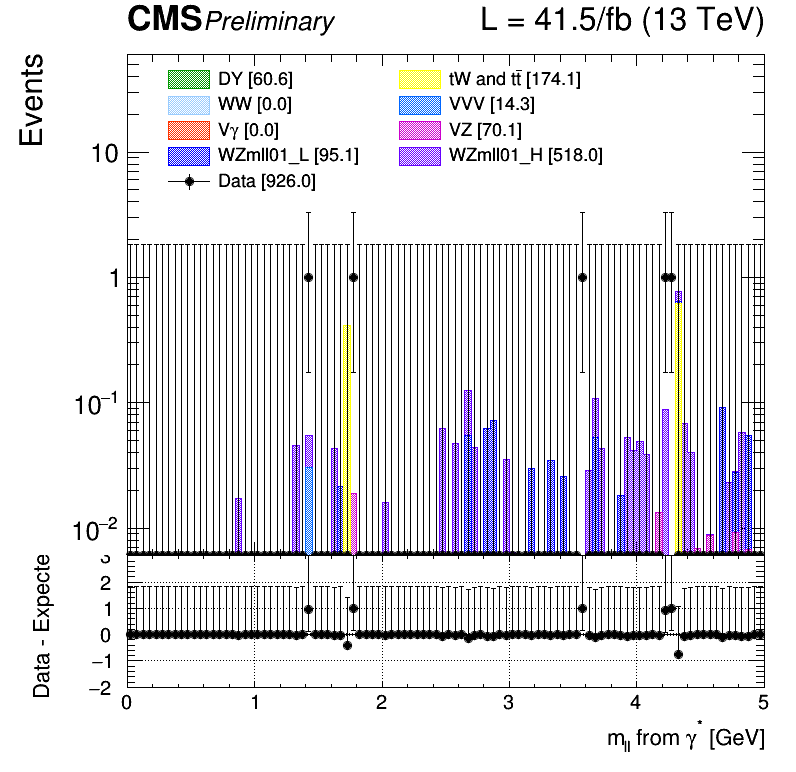 CMS Preliminary L = 41.5/fb (13 TeV)
Events
DY [60.6]
tW and tt̄ [174.1]
WW [0.0]
VVV [14.3]
Vγ [0.0]
VZ [70.1]
WZmll01_L [95.1]
WZmll01_H [518.0]
Data [926.0]
10
1
10⁻¹
10⁻²
Data - Expecte
3
2
1
0
−1
−2
0 1 2 3 4 5
m_ll from γ* [GeV]